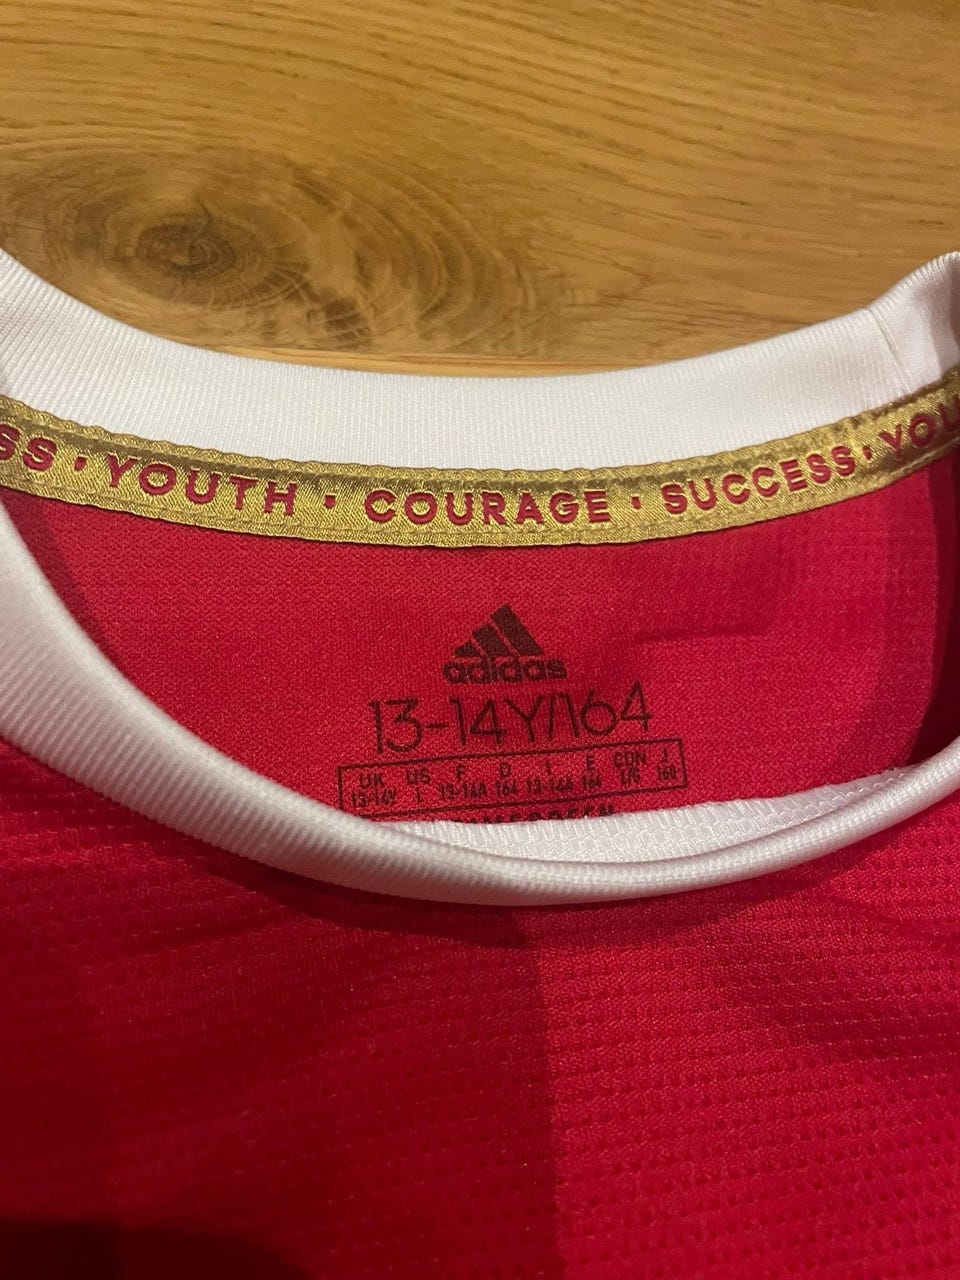 SS · YOUTH · COURAGE · SUCCESS · YOU
adidas
13-14Y/164
UK US F D I E CDN J
13-14Y L 13-14A 164 13-14A 164